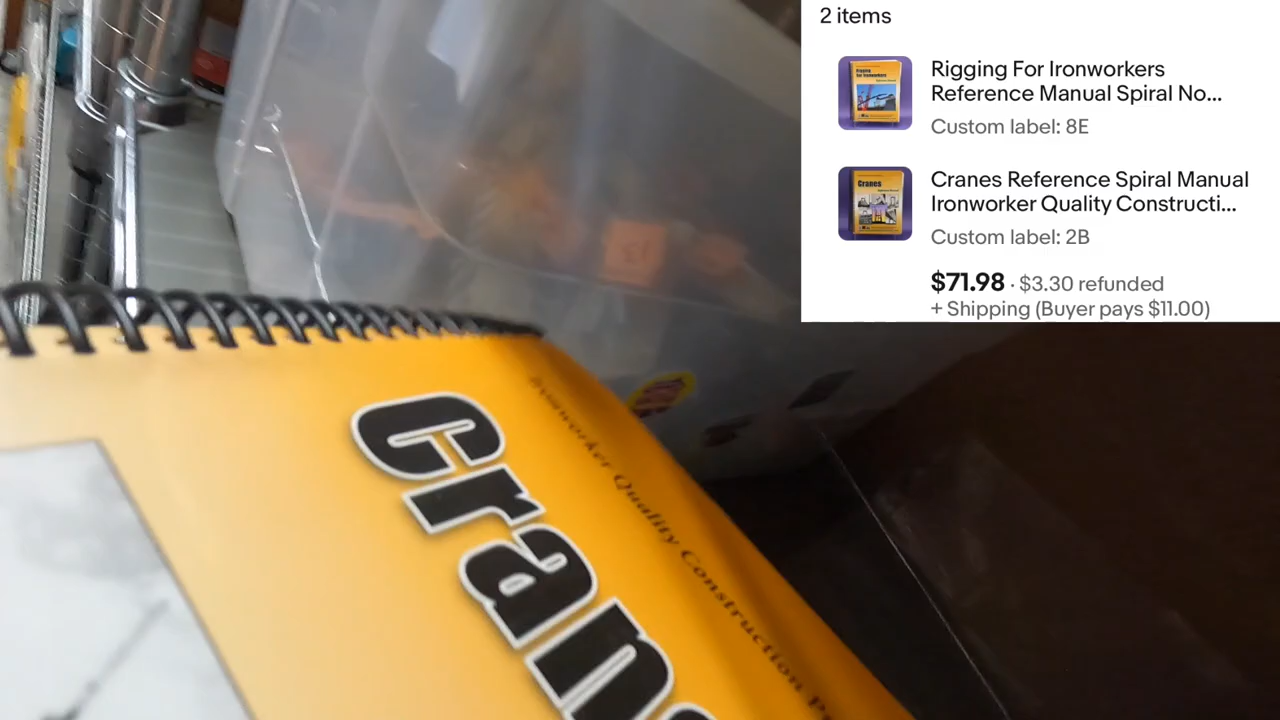 2 items
Rigging For Ironworkers
Reference Manual Spiral No...
Custom label: 8E
Cranes Reference Spiral Manual
Ironworker Quality Constructi...
Custom label: 2B
$71.98 · $3.30 refunded
+ Shipping (Buyer pays $11.00)
Ironworker Quality Construction
Crane